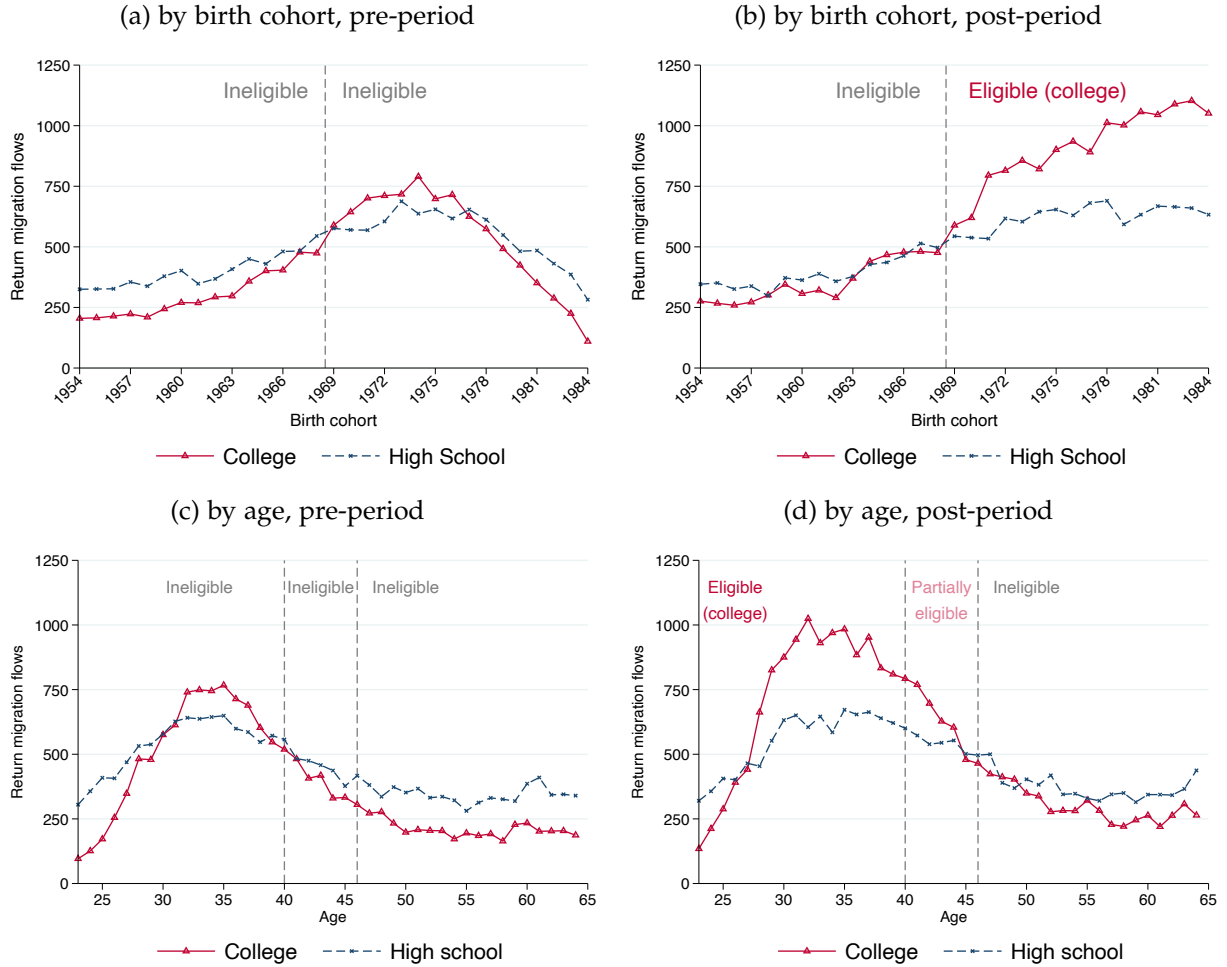 (a) by birth cohort, pre-period
1250
1000
750
500
250
0
Return migration flows
Ineligible
Ineligible
1954
1957
1960
1963
1966
1969
1972
1975
1978
1981
1984
Birth cohort
College
High School
(b) by birth cohort, post-period
1250
1000
750
500
250
0
Return migration flows
Ineligible
Eligible (college)
1954
1957
1960
1963
1966
1969
1972
1975
1978
1981
1984
Birth cohort
College
High School
(c) by age, pre-period
1250
1000
750
500
250
0
Return migration flows
Ineligible
Ineligible
Ineligible
25
30
35
40
45
50
55
60
65
Age
College
High school
(d) by age, post-period
1250
1000
750
500
250
0
Return migration flows
Eligible
(college)
Partially
eligible
Ineligible
25
30
35
40
45
50
55
60
65
Age
College
High school